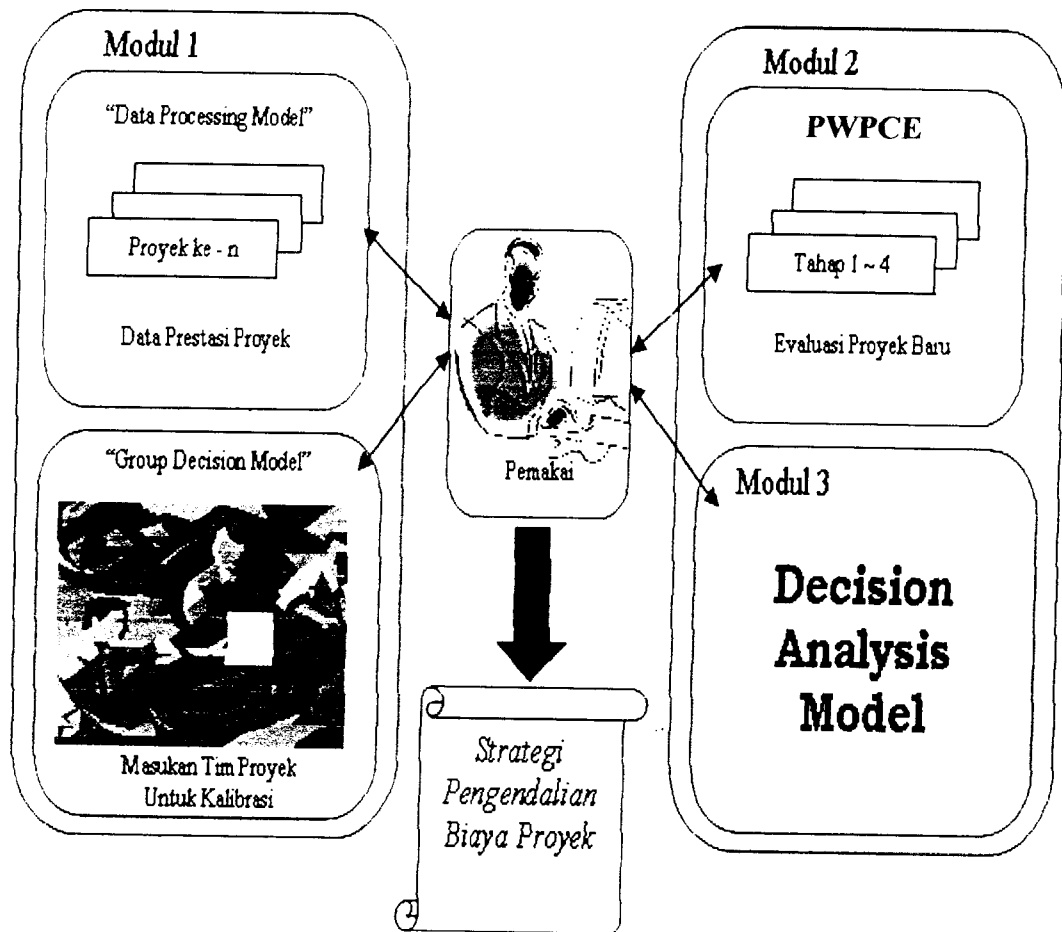 Modul 1
"Data Processing Model"
Proyek ke - n
Data Prestasi Proyek
"Group Decision Model"
Masukan Tim Proyek
Untuk Kalibrasi
Pemakai
Strategi
Pengendalian
Biaya Proyek
Modul 2
PWPCE
Tahap 1 ~ 4
Evaluasi Proyek Baru
Modul 3
Decision
Analysis
Model